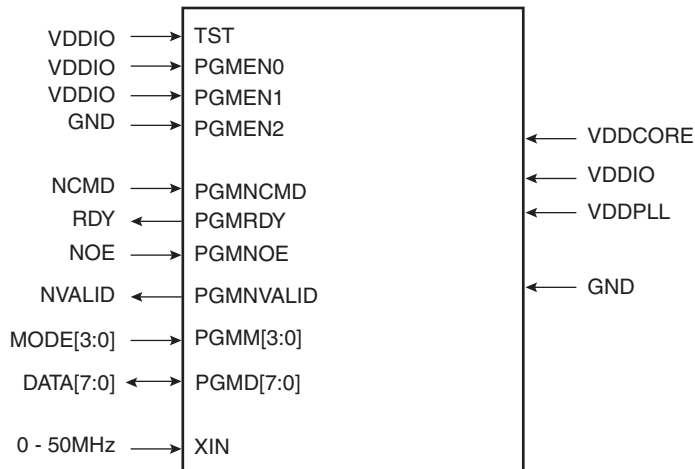 VDDIO TST
VDDIO PGMEN0
VDDIO PGMEN1
GND PGMEN2
VDDCORE
VDDIO
VDDPLL
GND
NCMD PGMNCMD
RDY PGMRDY
NOE PGMNOE
NVALID PGMNVALID
MODE[3:0] PGMM[3:0]
DATA[7:0] PGMD[7:0]
0 - 50MHz XIN